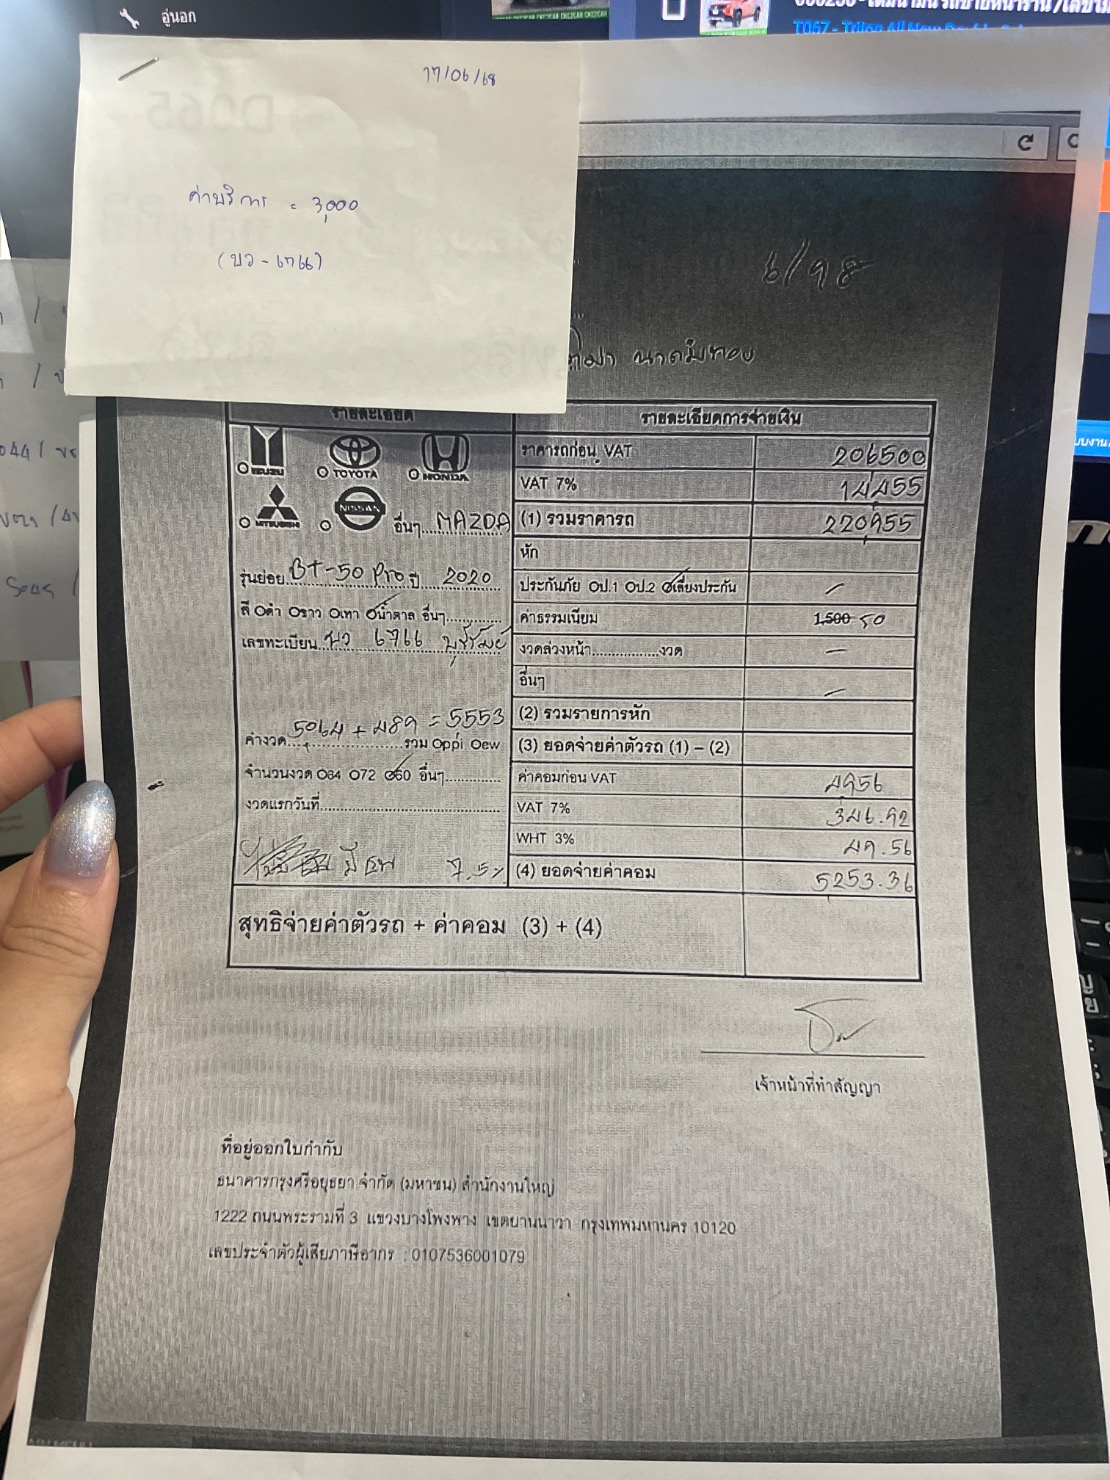 อู่นอก
17/06/68
ค่าบริการ = 3,000
(บว - 6766)
6/98
รายละเอียด
รายละเอียดการจ่ายเงิน
ISUZU TOYOTA HONDA
MITSUBISHI NISSAN อื่นๆ....MAZDA
รุ่นย่อย BT-50 Pro ปี 2020
สี ดำ ขาว เทา น้ำตาล อื่นๆ
เลขทะเบียน บว 6766 บุรีรัมย์
5064 + 489 = 5553
ค่างวด รวม ppi ew
จำนวนงวด 84 72 60 อื่นๆ
งวดแรกวันที่
7.5%
ราคารถก่อน VAT 206500
VAT 7% 14,455
(1) รวมราคารถ 220,955
หัก
ประกันภัย ป.1 ป.2 เลี่ยงประกัน -
ค่าธรรมเนียม 1,500 50
งวดล่วงหน้า................งวด -
อื่นๆ -
(2) รวมรายการหัก
(3) ยอดจ่ายค่าตัวรถ (1) – (2)
ค่าคอมก่อน VAT 4956
VAT 7% 346.92
WHT 3% 49.56
(4) ยอดจ่ายค่าคอม 5253.36
สุทธิจ่ายค่าตัวรถ + ค่าคอม (3) + (4)
เจ้าหน้าที่ทำสัญญา
ที่อยู่ออกใบกำกับ
ธนาคารกรุงศรีอยุธยา จำกัด (มหาชน) สำนักงานใหญ่
1222 ถนนพระรามที่ 3 แขวงบางโพงพาง เขตยานนาวา กรุงเทพมหานคร 10120
เลขประจำตัวผู้เสียภาษีอากร : 0107536001079